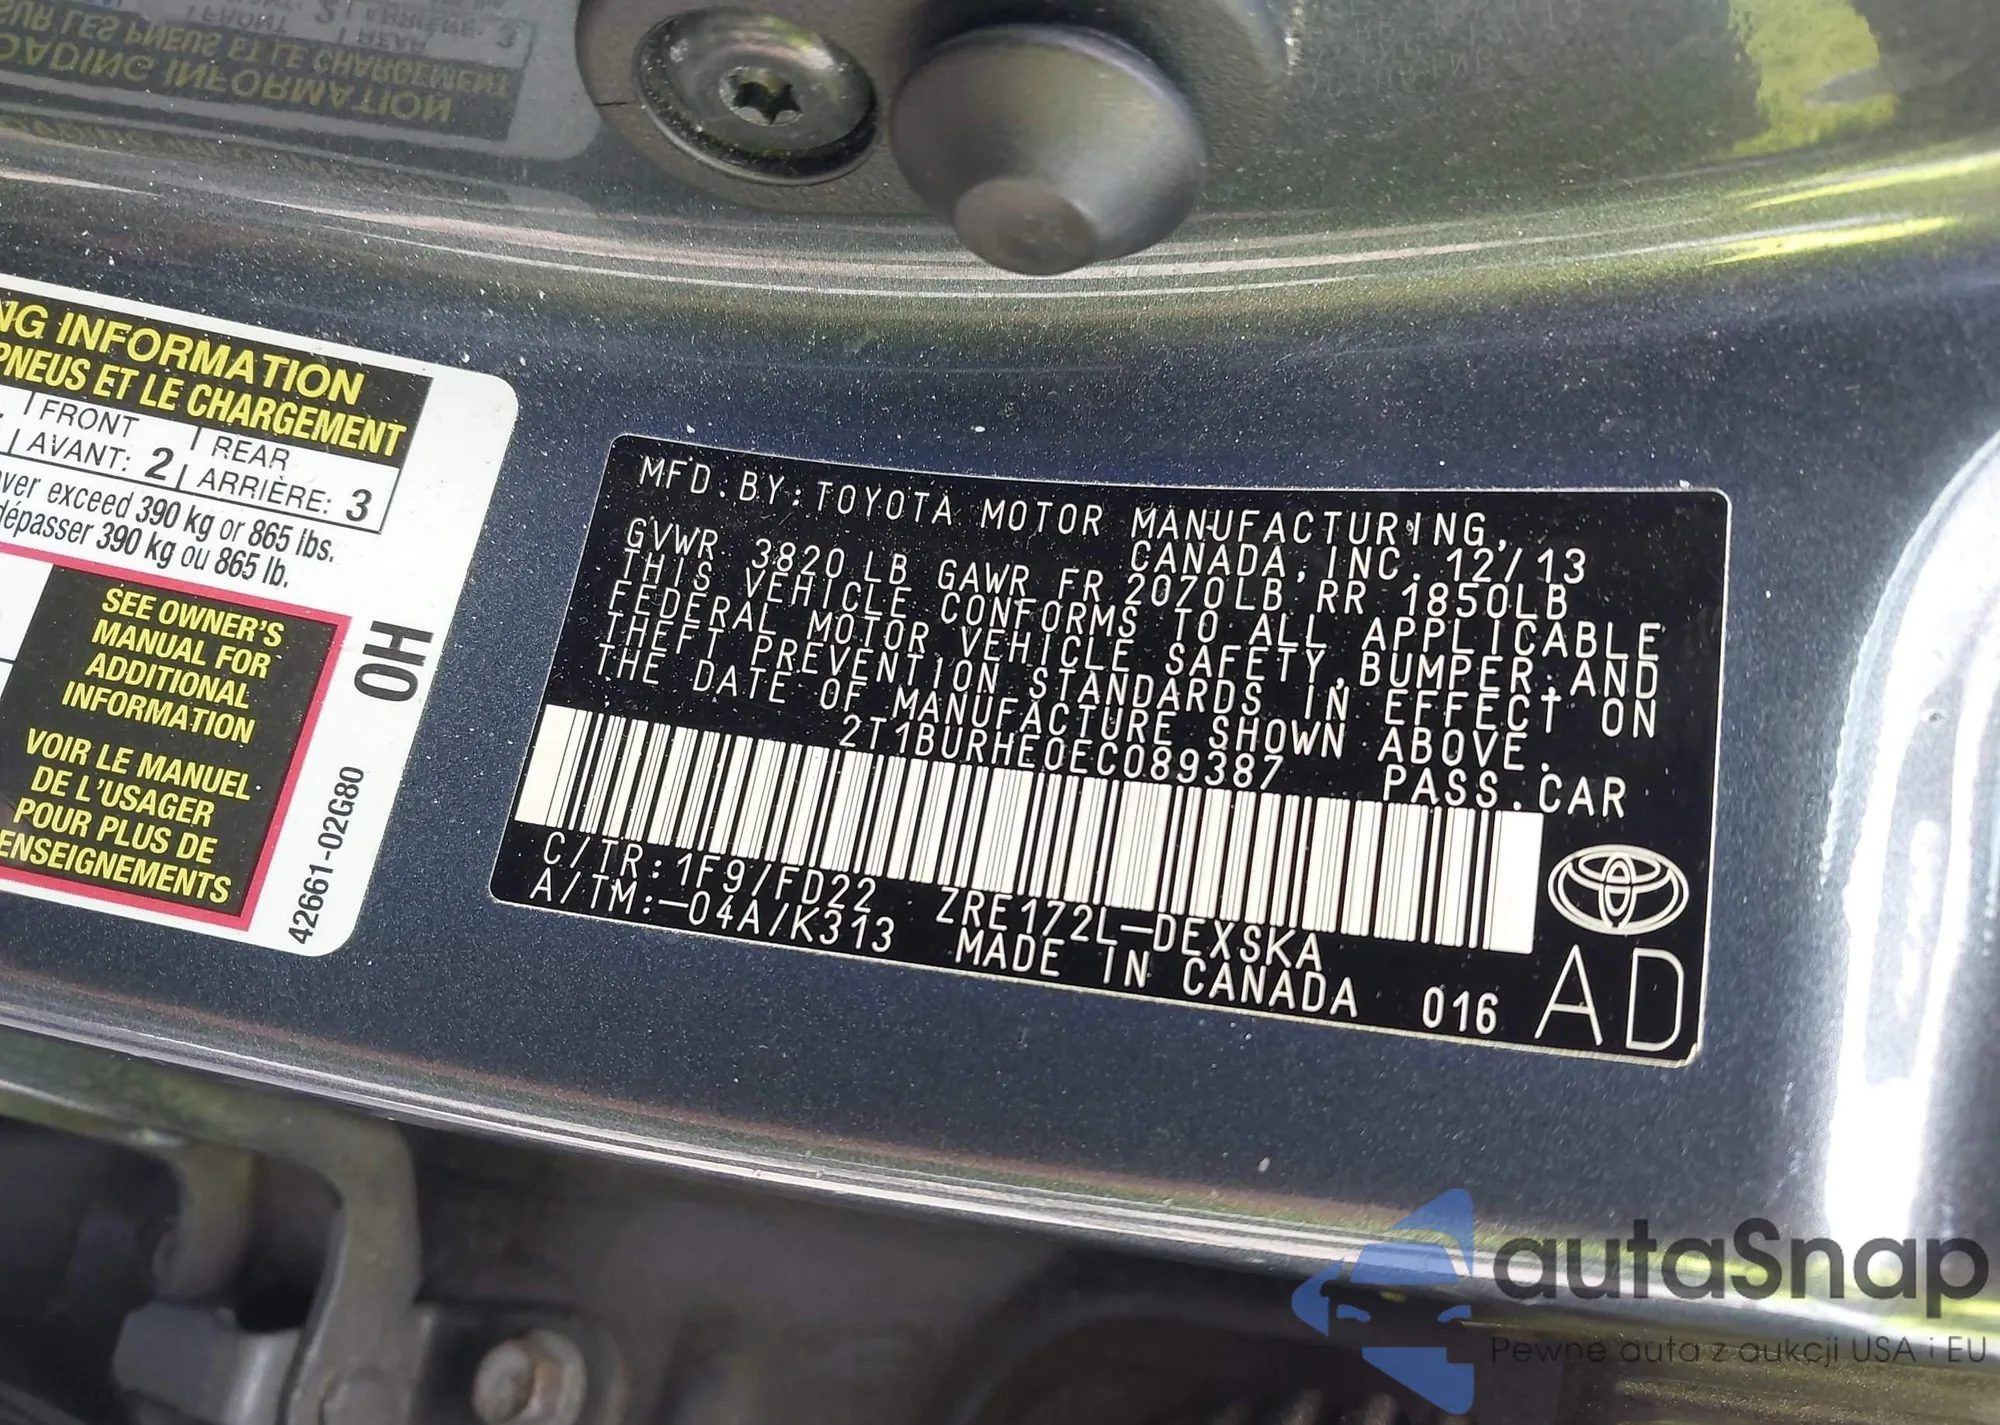 NG INFORMATION
PNEUS ET LE CHARGEMENT
FRONT
AVANT: 2
REAR
ARRIÈRE: 3
ver exceed 390 kg or 865 lbs.
dépasser 390 kg ou 865 lb.
SEE OWNER'S
MANUAL FOR
ADDITIONAL
INFORMATION
VOIR LE MANUEL
DE L'USAGER
POUR PLUS DE
ENSEIGNEMENTS
HO
42661-02G80
MFD.BY:TOYOTA MOTOR MANUFACTURING,
CANADA, INC. 12/13
GVWR 3820 LB GAWR FR 2070LB RR 1850LB
THIS VEHICLE CONFORMS TO ALL APPLICABLE
FEDERAL MOTOR VEHICLE SAFETY,BUMPER,AND
THEFT PREVENTION STANDARDS IN EFFECT ON
THE DATE OF MANUFACTURE SHOWN ABOVE.
2T1BURHE0EC089387 PASS.CAR
C/TR:1F9/FD22 ZRE172L-DEXSKA
A/TM:-04A/K313 MADE IN CANADA 016
AD
autaSnap
Pewne auta z aukcji USA i EU